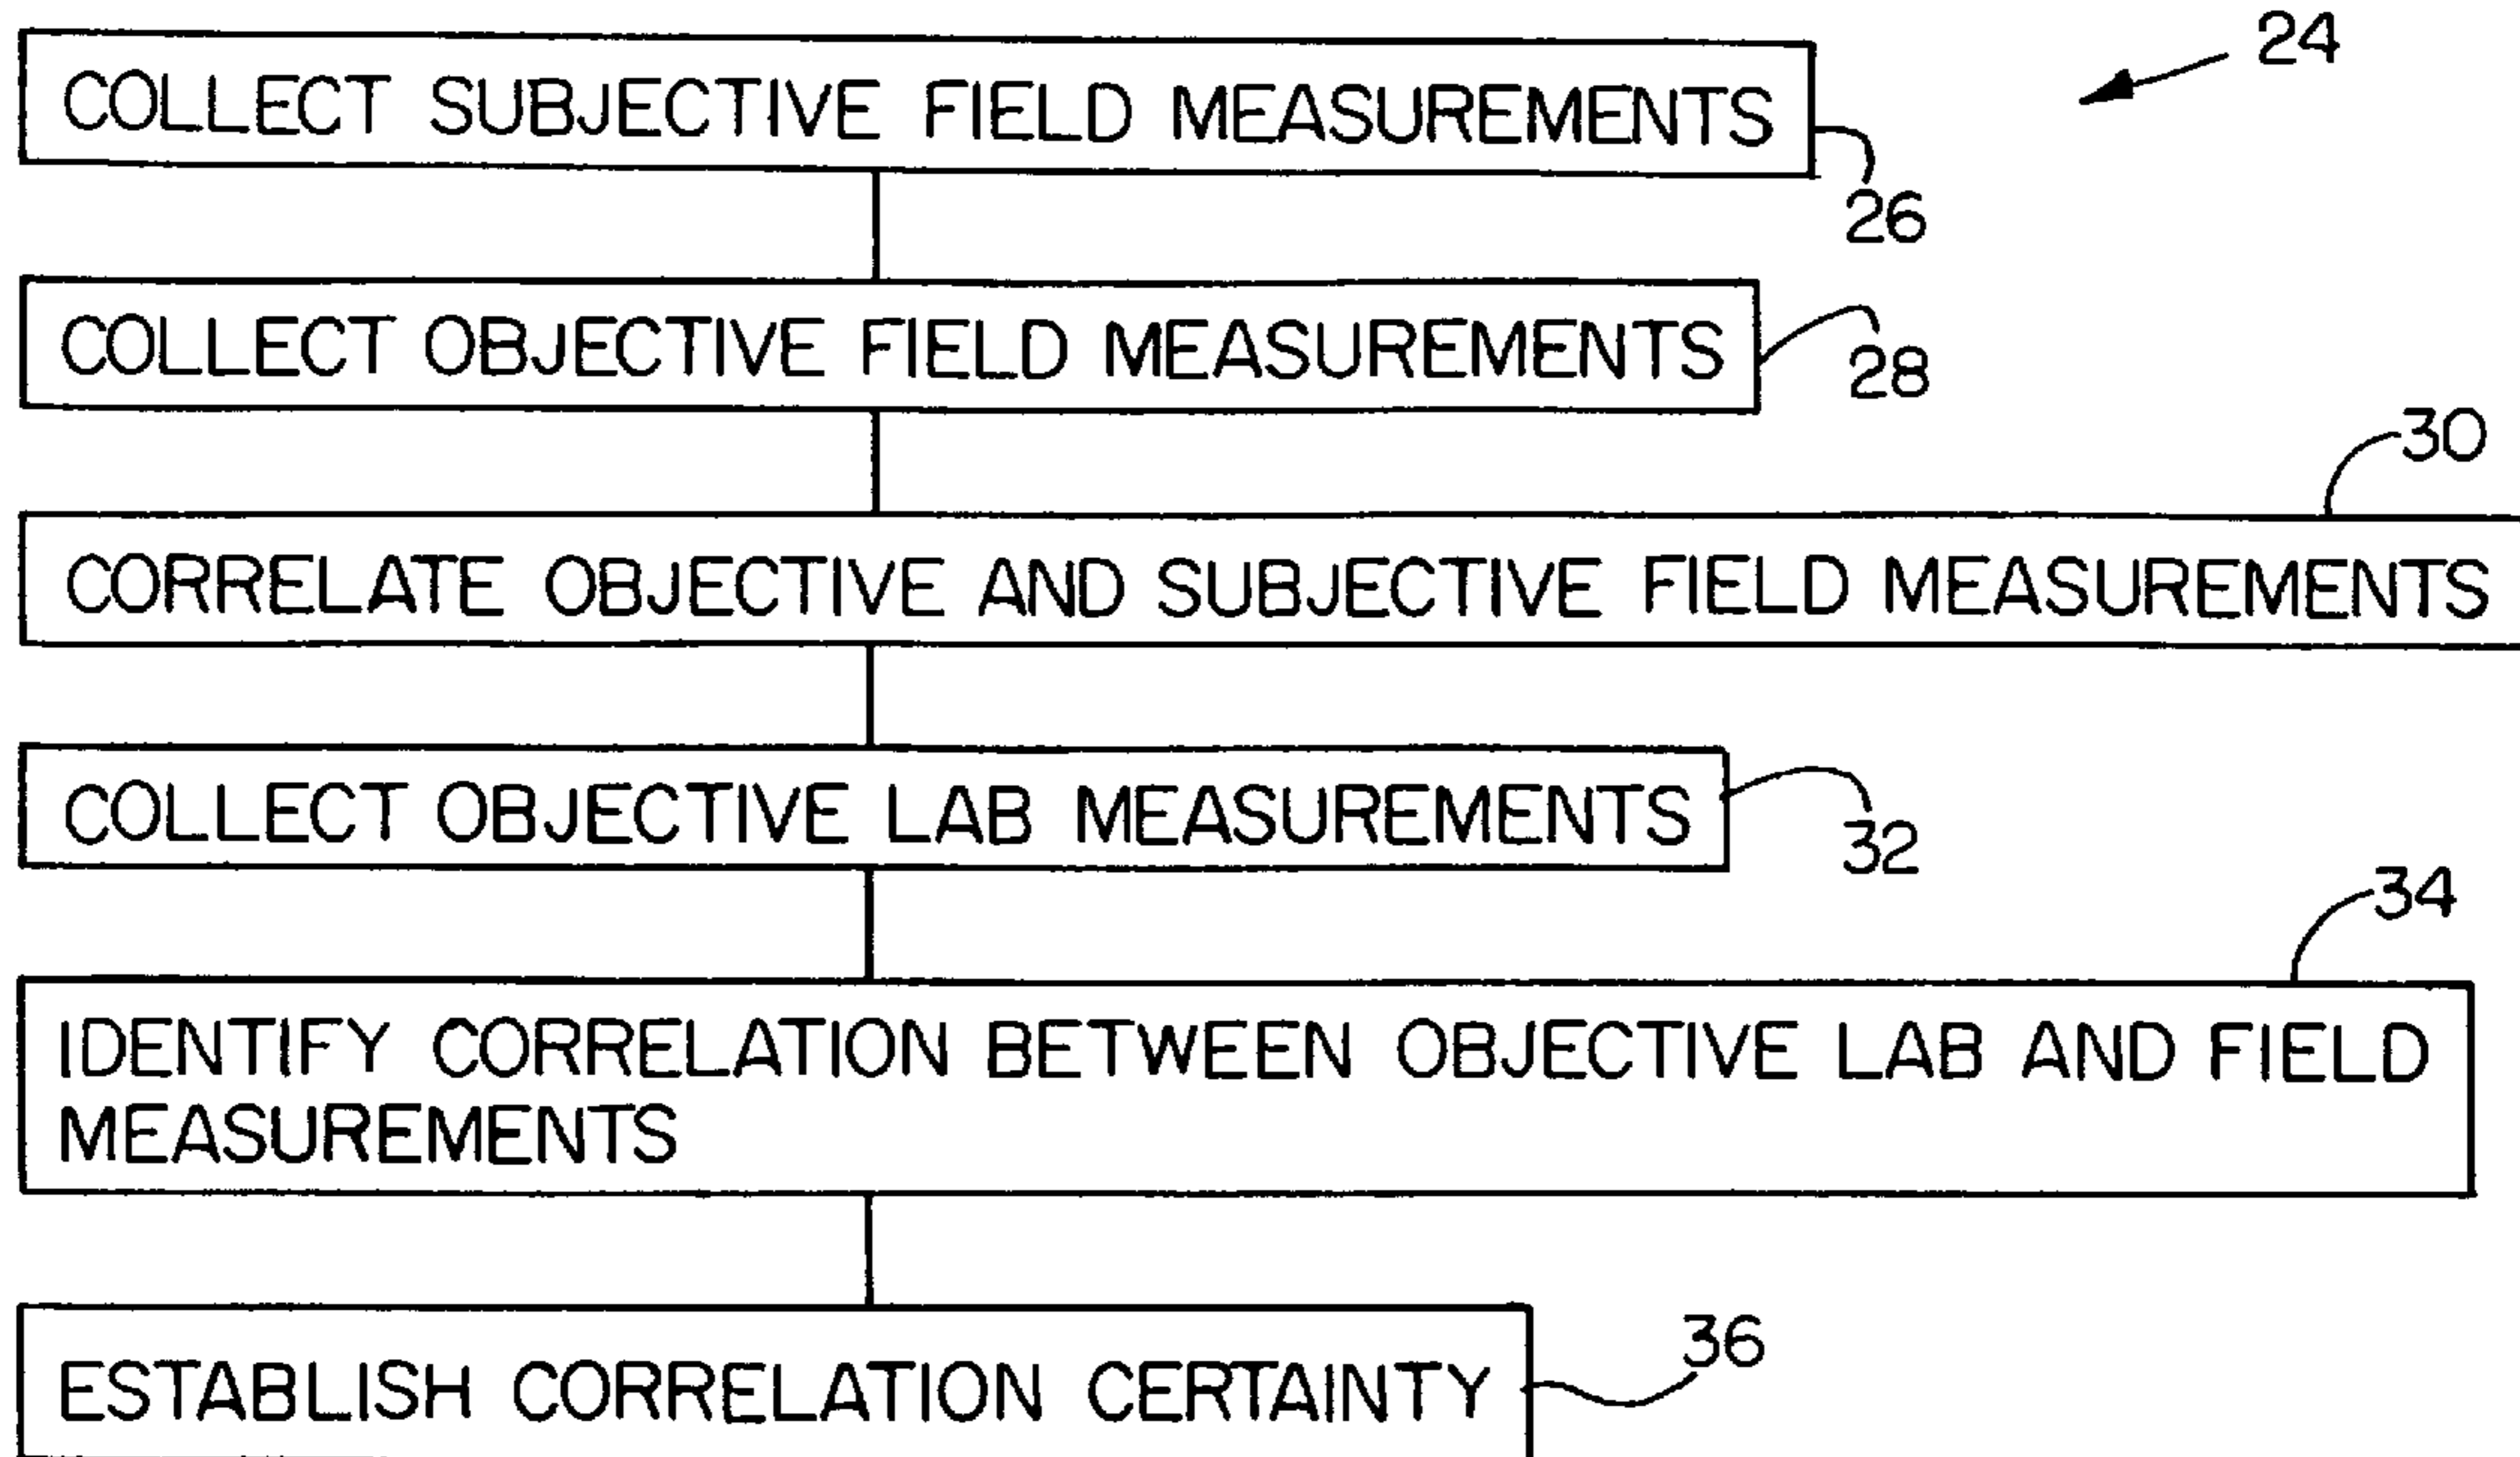 24
COLLECT SUBJECTIVE FIELD MEASUREMENTS
26
COLLECT OBJECTIVE FIELD MEASUREMENTS
28
30
CORRELATE OBJECTIVE AND SUBJECTIVE FIELD MEASUREMENTS
COLLECT OBJECTIVE LAB MEASUREMENTS
32
34
IDENTIFY CORRELATION BETWEEN OBJECTIVE LAB AND FIELD
MEASUREMENTS
36
ESTABLISH CORRELATION CERTAINTY